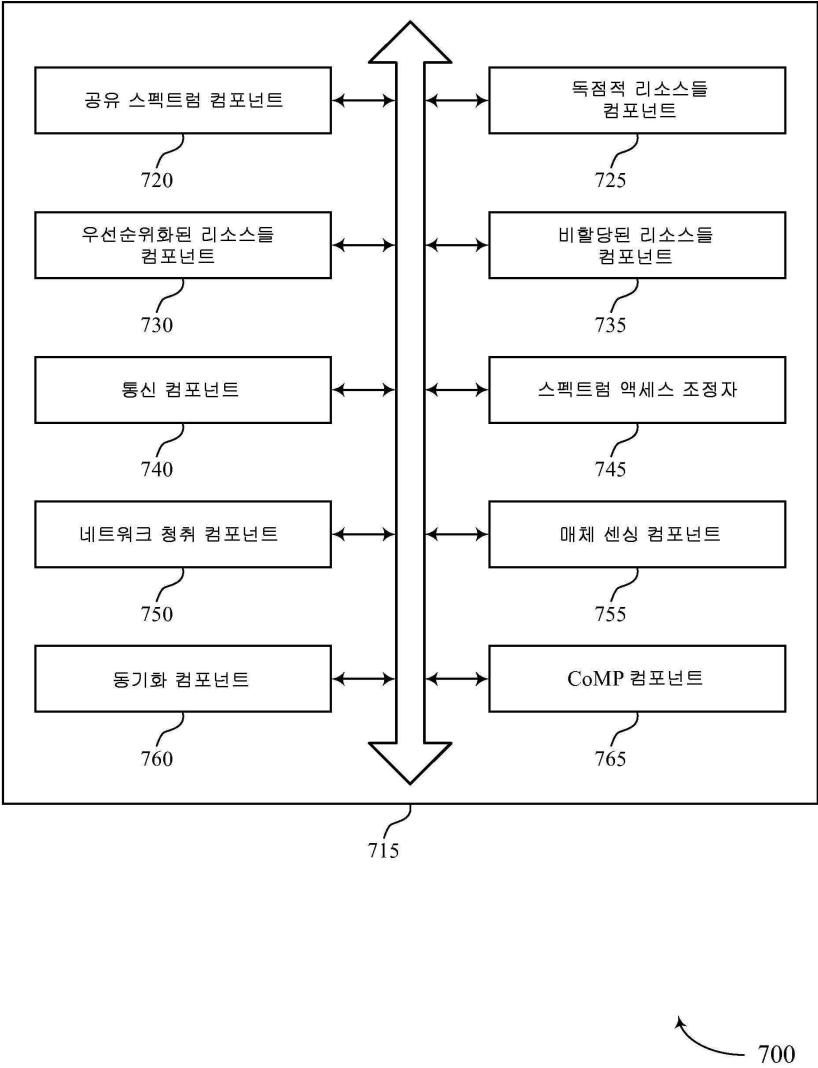 공유 스펙트럼 컴포넌트
720
독점적 리소스들
컴포넌트
725
우선순위화된 리소스들
컴포넌트
730
비할당된 리소스들
컴포넌트
735
통신 컴포넌트
740
스펙트럼 액세스 조정자
745
네트워크 청취 컴포넌트
750
매체 센싱 컴포넌트
755
동기화 컴포넌트
760
CoMP 컴포넌트
765
715
700